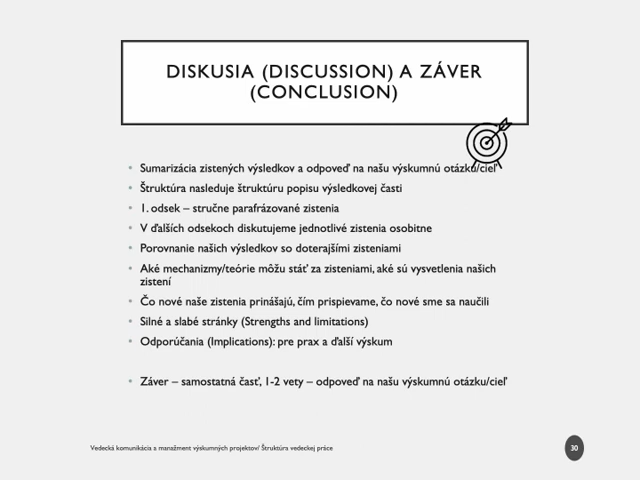 DISKUSIA (DISCUSSION) A ZÁVER
(CONCLUSION)
• Sumarizácia zistených výsledkov a odpoveď na našu výskumnú otázku/cieľ
• Štruktúra nasleduje štruktúru popisu výsledkovej časti
• 1. odsek – stručne parafrázované zistenia
• V ďalších odsekoch diskutujeme jednotlivé zistenia osobitne
• Porovnanie našich výsledkov so doterajšími zisteniami
• Aké mechanizmy/teórie môžu stáť za zisteniami, aké sú vysvetlenia našich
zistení
• Čo nové naše zistenia prinášajú, čím prispievame, čo nové sme sa naučili
• Silné a slabé stránky (Strengths and limitations)
• Odporúčania (Implications): pre prax a ďalší výskum
• Záver – samostatná časť, 1-2 vety – odpoveď na našu výskumnú otázku/cieľ
Vedecká komunikácia a manažment výskumných projektov/ Štruktúra vedeckej práce
30